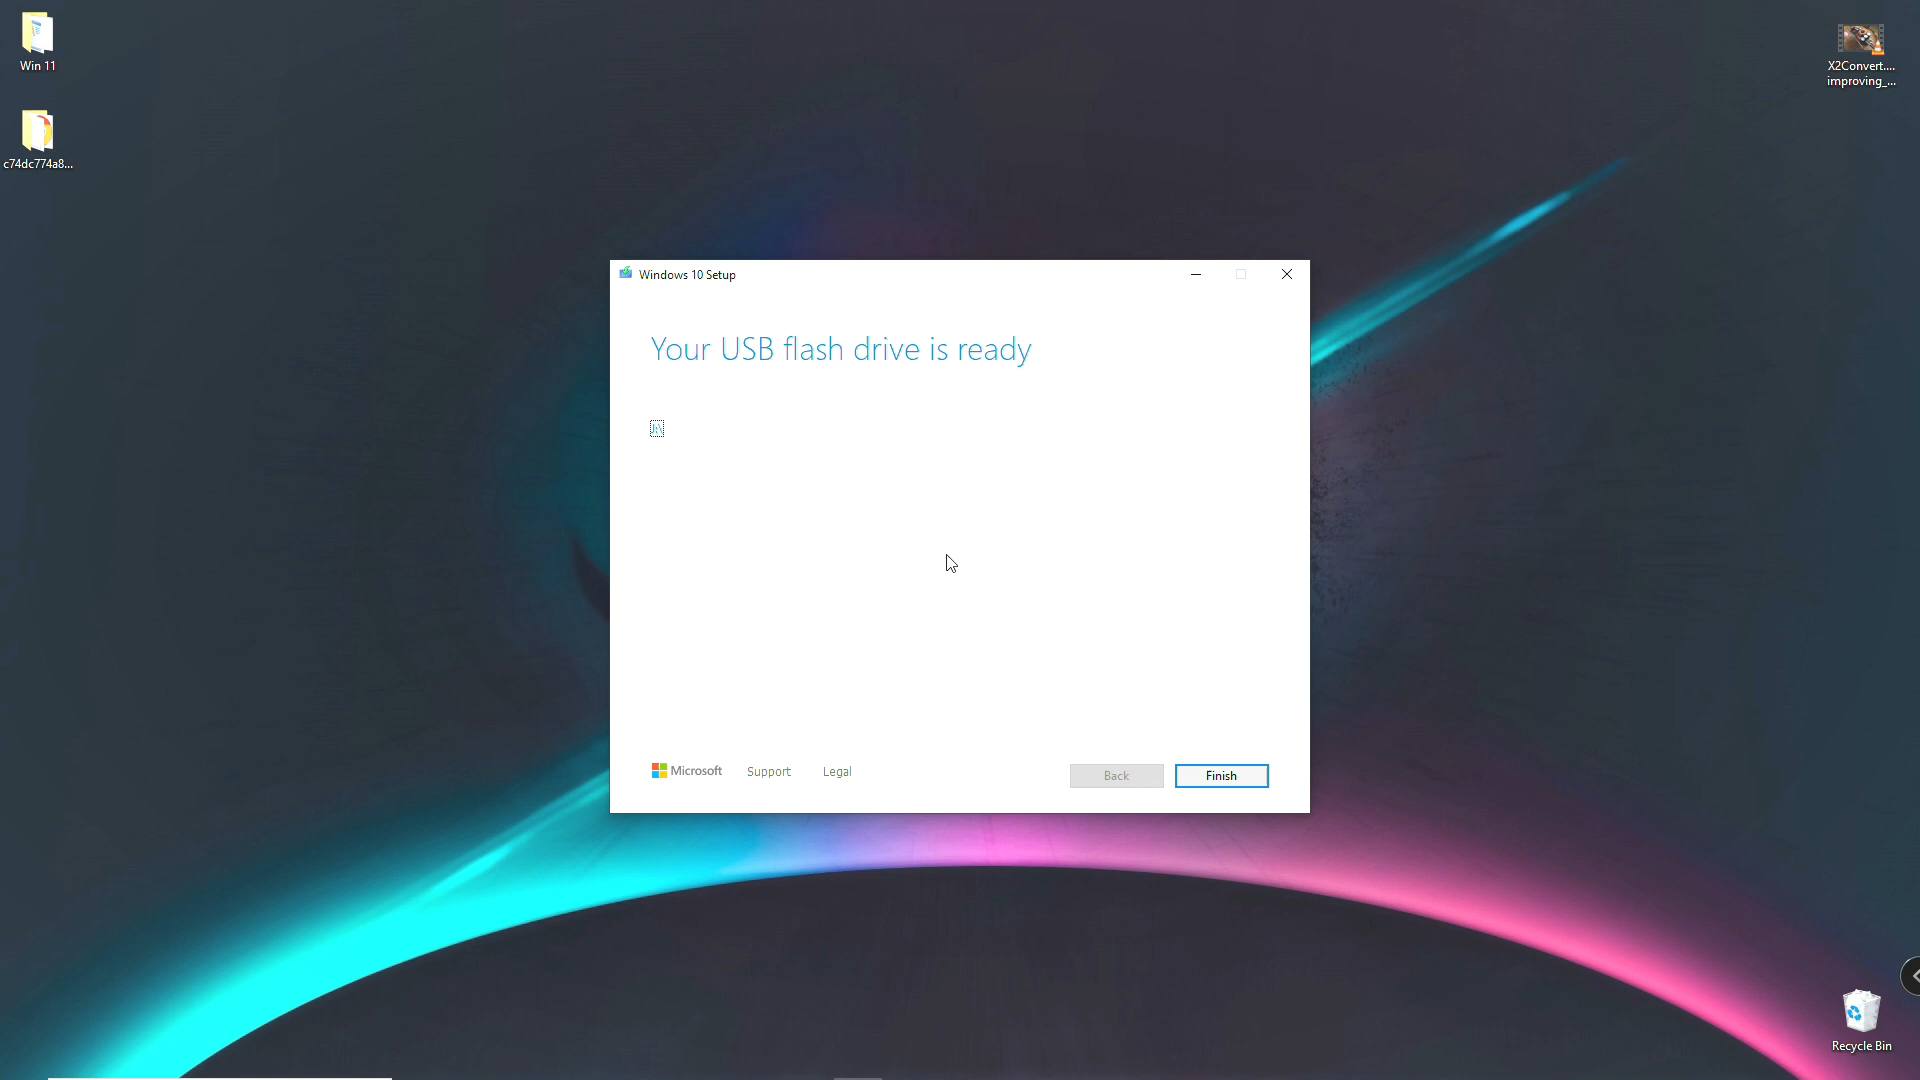 Win 11
c74dc774a8...
X2Convert....
improving_...
Windows 10 Setup
Your USB flash drive is ready
Microsoft
Support
Legal
Back
Finish
Recycle Bin